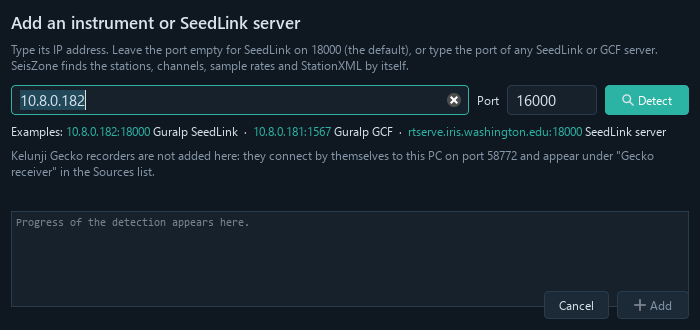 Add an instrument or SeedLink server
Type its IP address. Leave the port empty for SeedLink on 18000 (the default), or type the port of any SeedLink or GCF server.
SeisZone finds the stations, channels, sample rates and StationXML by itself.
10.8.0.182 Port 16000 Detect
Examples: 10.8.0.182:18000 Guralp SeedLink · 10.8.0.181:1567 Guralp GCF · rtserve.iris.washington.edu:18000 SeedLink server
Kelunji Gecko recorders are not added here: they connect by themselves to this PC on port 58772 and appear under "Gecko
receiver" in the Sources list.
Progress of the detection appears here.
Cancel + Add